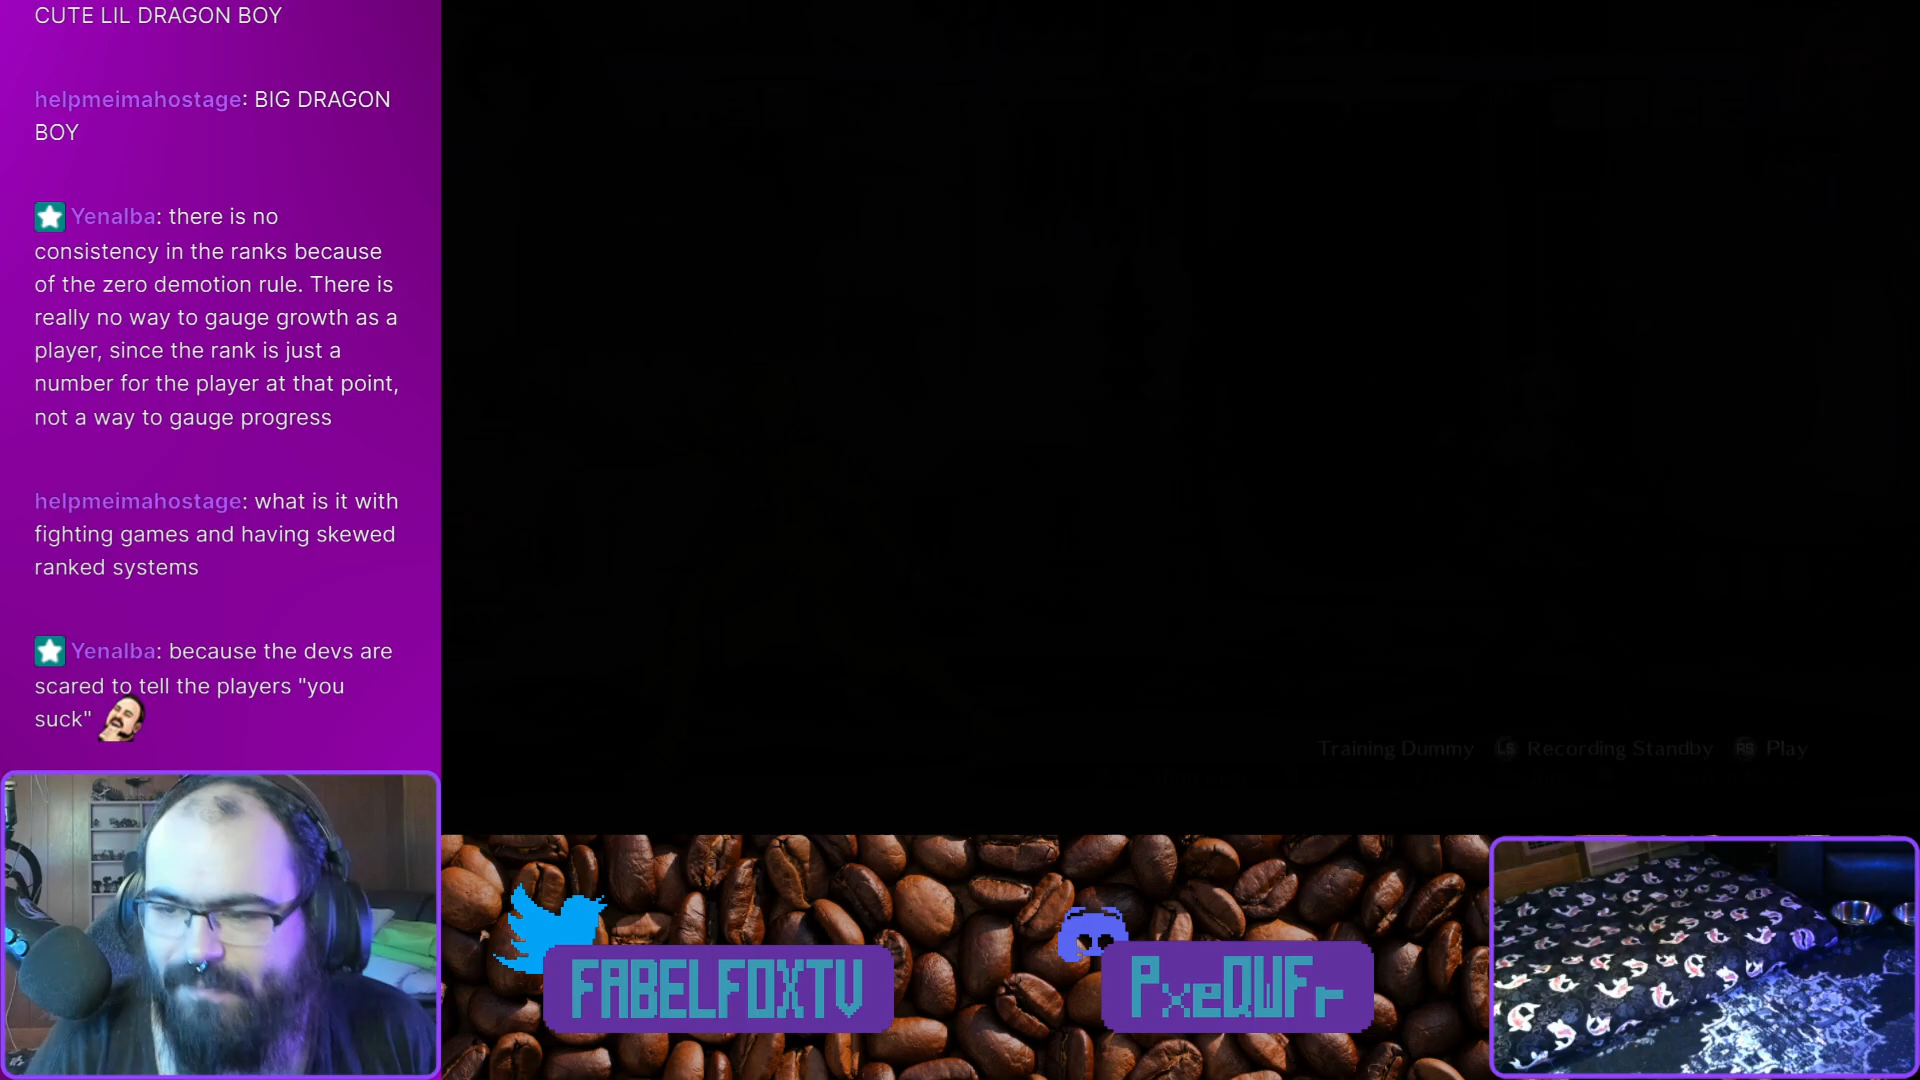 CUTE LIL DRAGON BOY
helpmeimahostage: BIG DRAGON
BOY
Yenalba: there is no
consistency in the ranks because
of the zero demotion rule. There is
really no way to gauge growth as a
player, since the rank is just a
number for the player at that point,
not a way to gauge progress
helpmeimahostage: what is it with
fighting games and having skewed
ranked systems
Yenalba: because the devs are
scared to tell the players "you
suck"
Training Dummy LS Recording Standby RS Play
FABELFOXTV
PxeQWFr